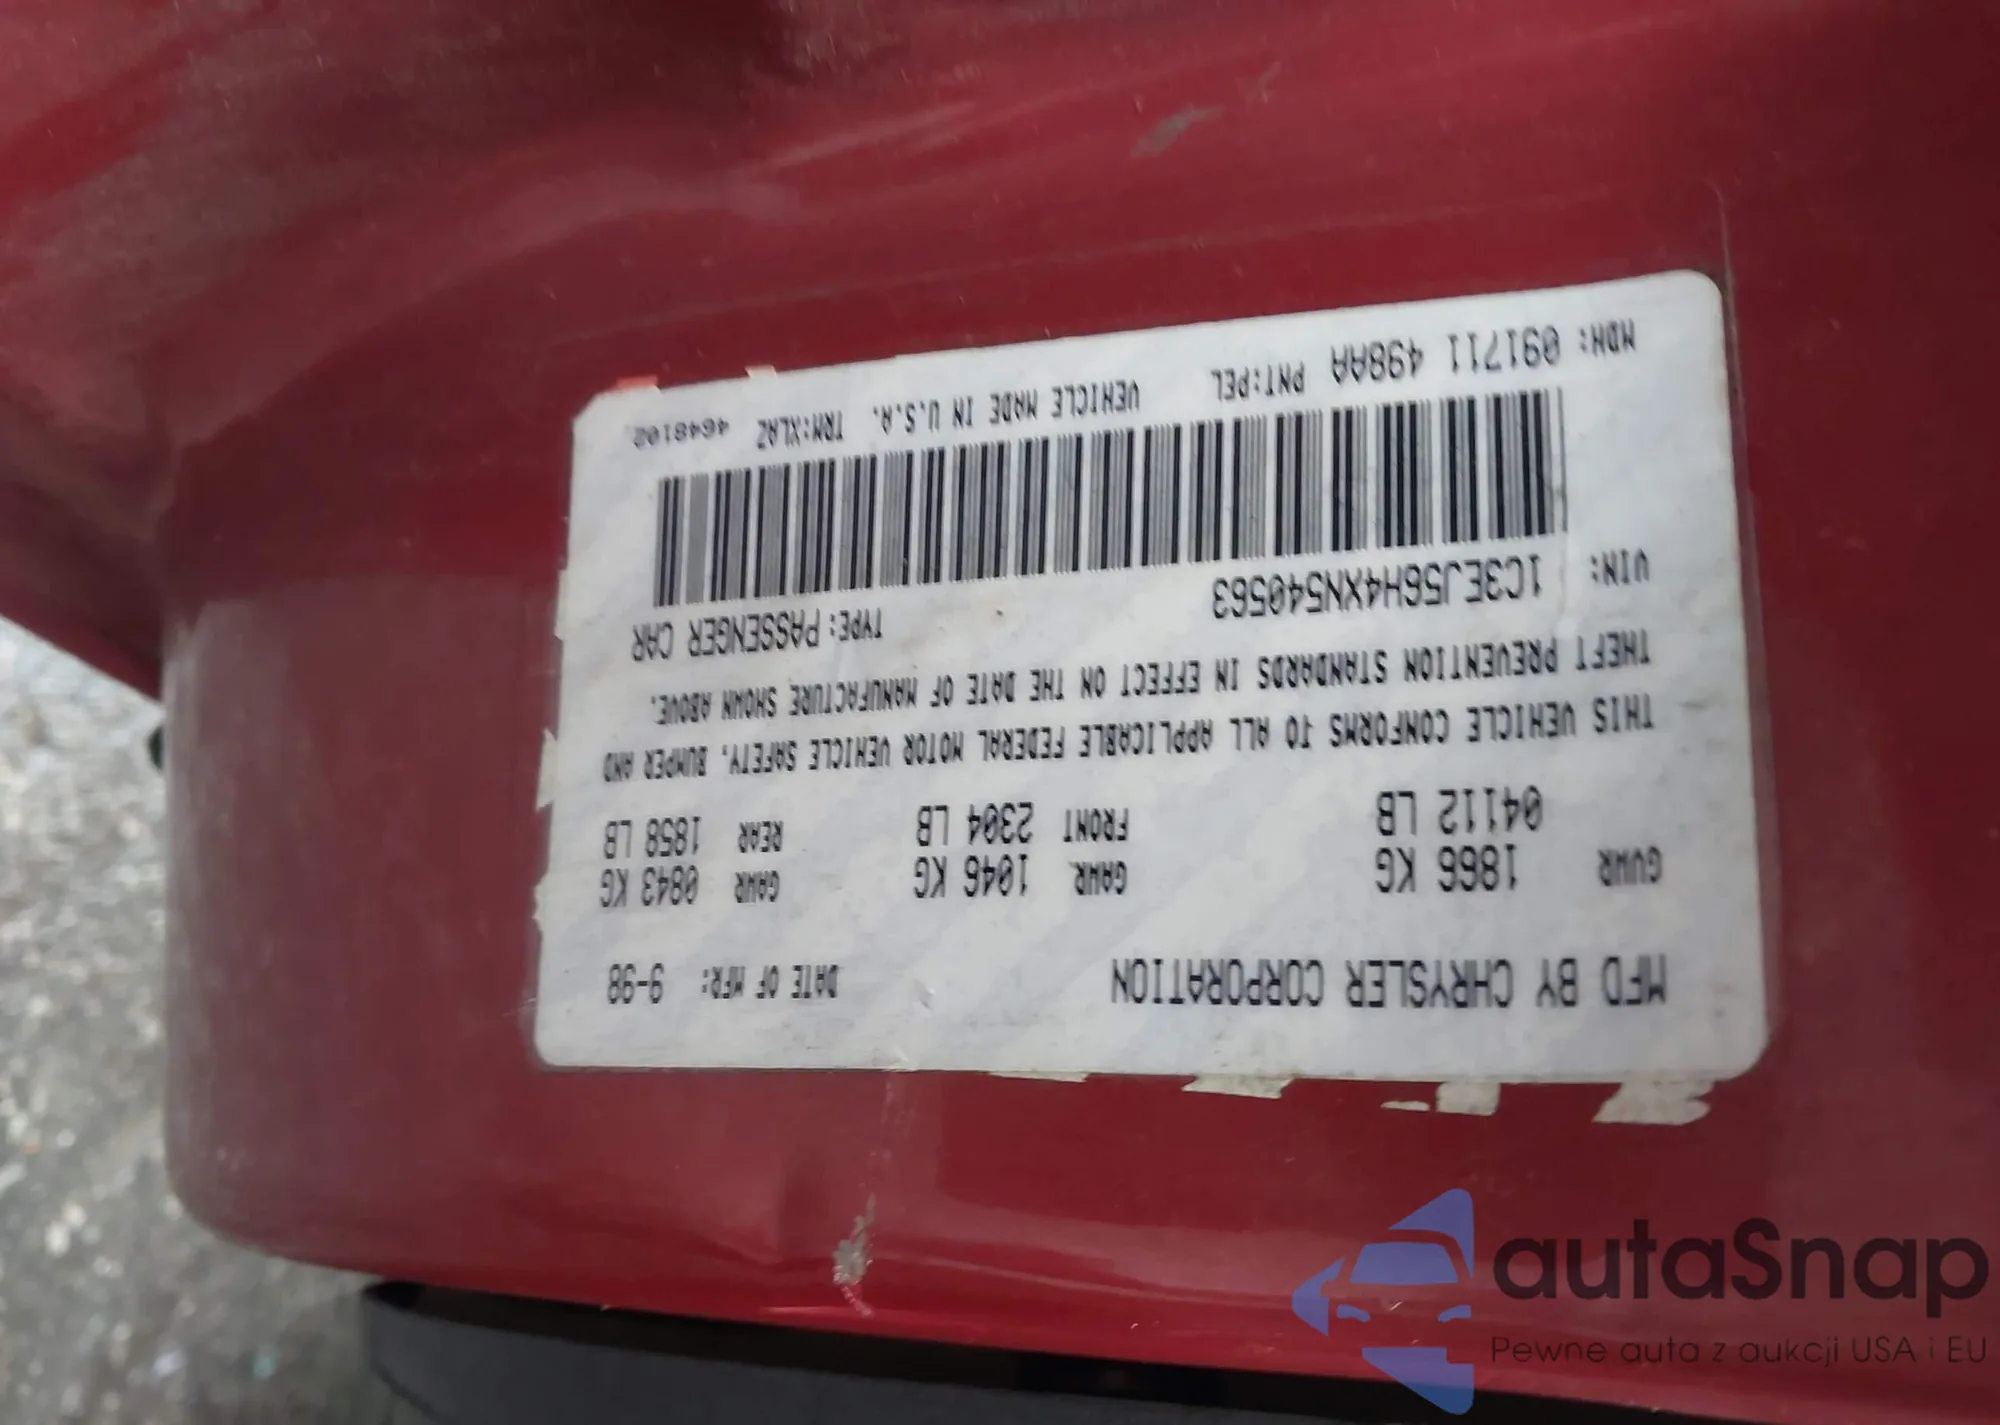 MFD BY CHRYSLER CORPORATION DATE OF MFR: 9-98
GVWR 1866 KG GAWR 1046 KG GAWR 0843 KG
04112 LB FRONT 2304 LB REAR 1858 LB
THIS VEHICLE CONFORMS TO ALL APPLICABLE FEDERAL MOTOR VEHICLE SAFETY, BUMPER AND
THEFT PREVENTION STANDARDS IN EFFECT ON THE DATE OF MANUFACTURE SHOWN ABOVE.
VIN: 1C3EJ56H4XN540563 TYPE: PASSENGER CAR
MDH: 091711 498AA PNT:PEL VEHICLE MADE IN U.S.A. TRM:XLAZ 4648102
autaSnap
Pewne auta z aukcji USA i EU